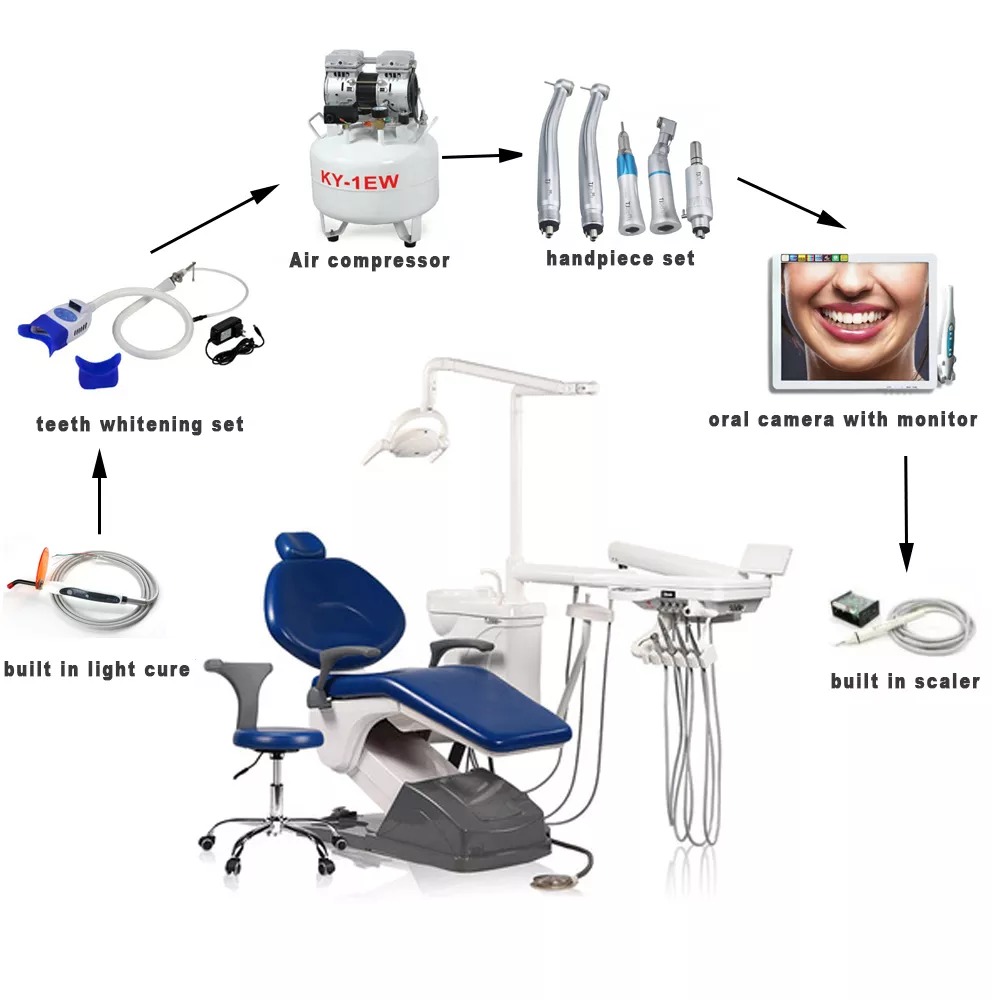 KY-1EW
Air compressor
handpiece set
teeth whitening set
oral camera with monitor
built in light cure
built in scaler